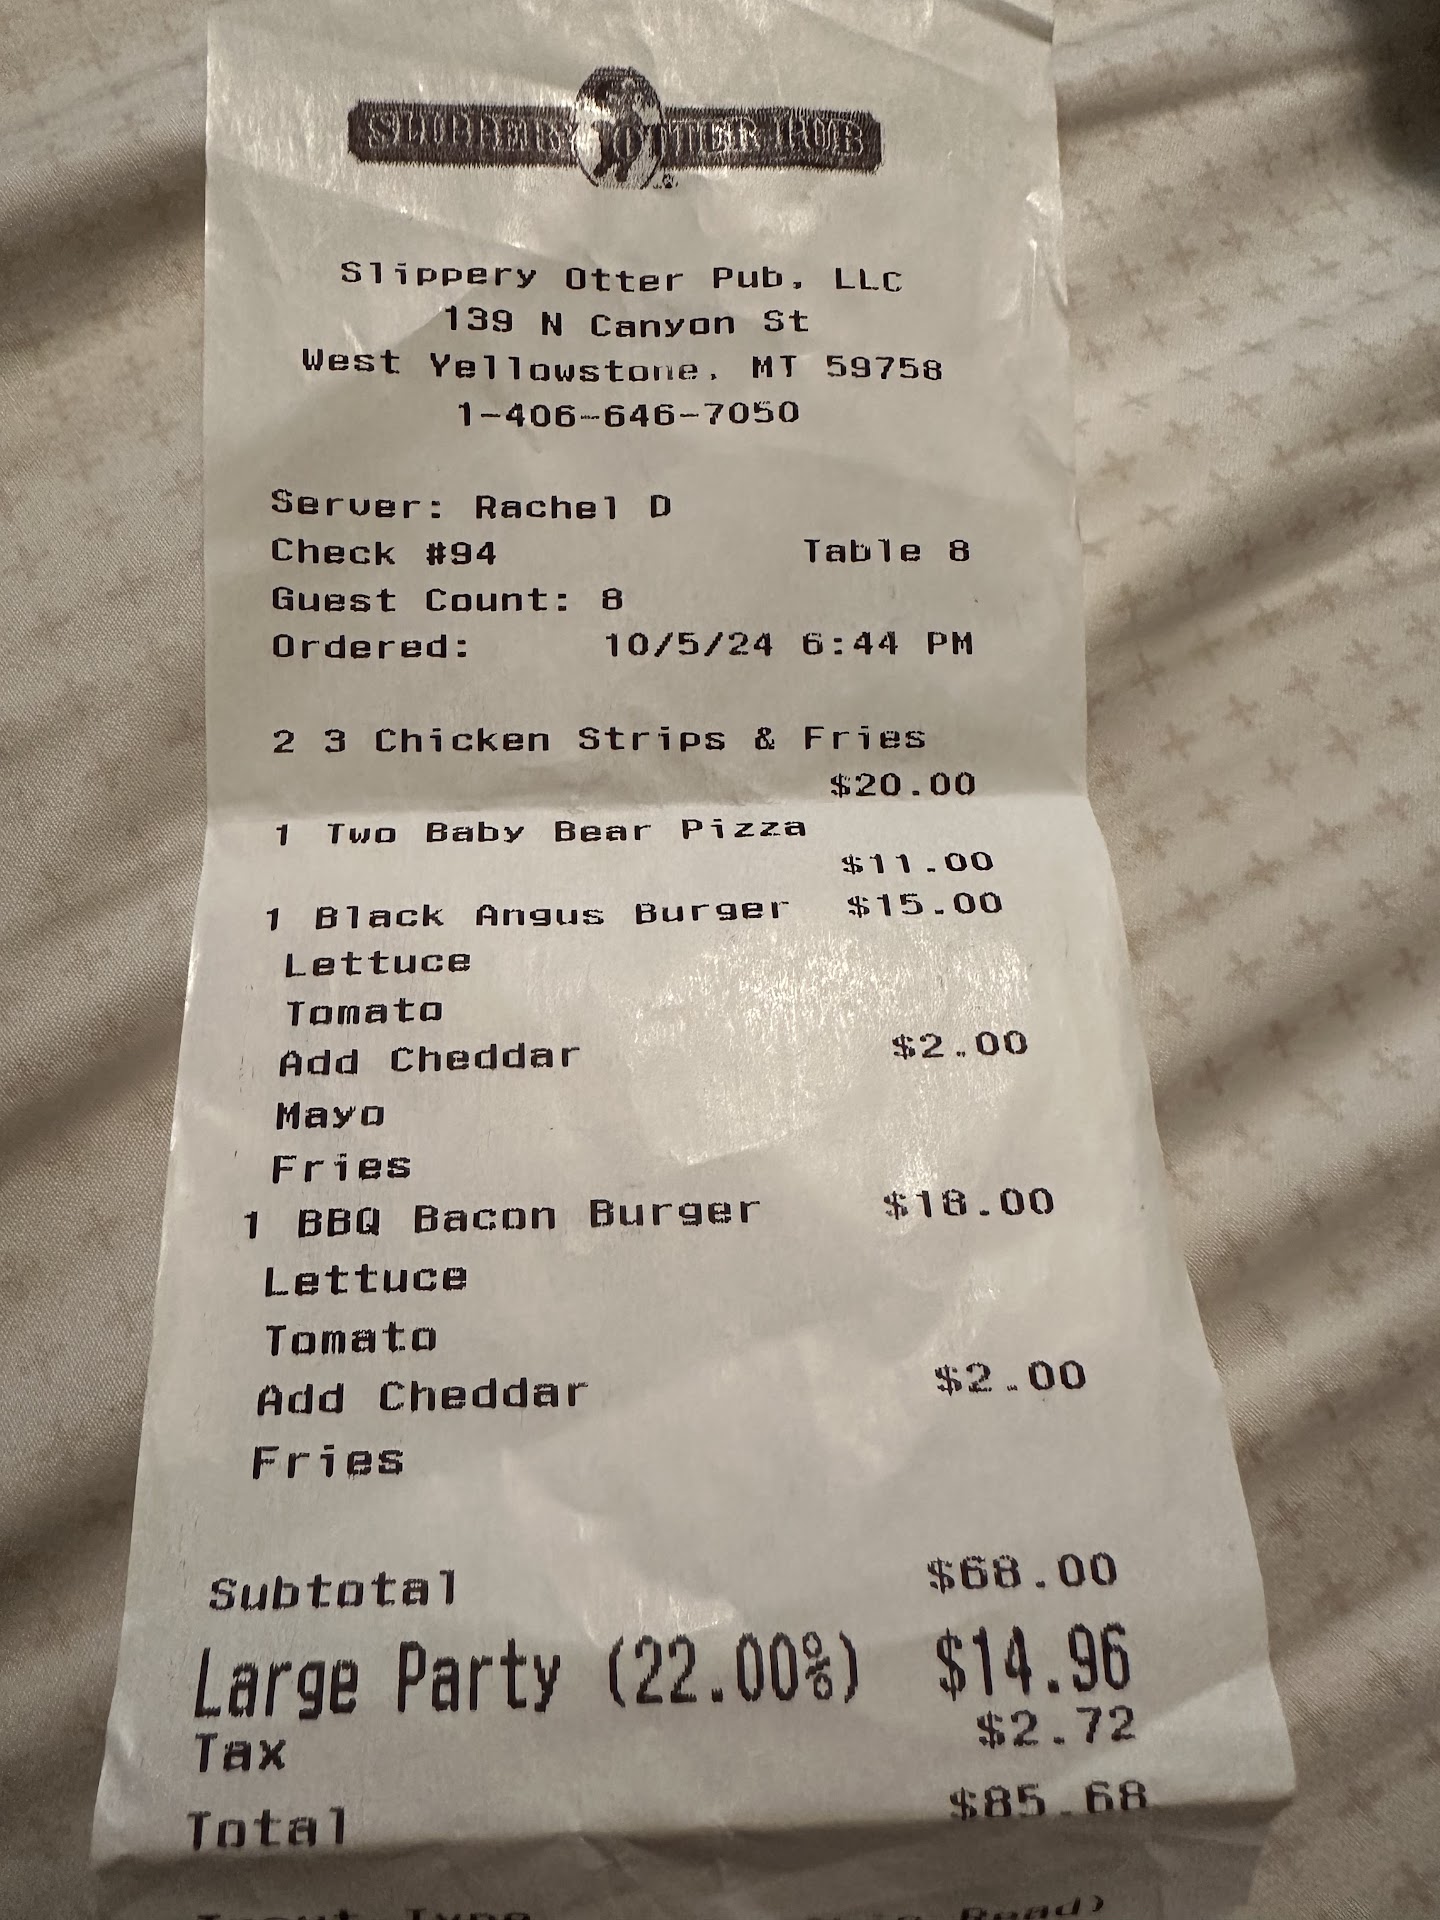 SLIPPERY OTTER PUB
Slippery Otter Pub, LLC
139 N Canyon St
West Yellowstone, MT 59758
1-406-646-7050
Server: Rachel D
Check #94 Table 8
Guest Count: 8
Ordered: 10/5/24 6:44 PM
2 3 Chicken Strips & Fries
$20.00
1 Two Baby Bear Pizza
$11.00
1 Black Angus Burger $15.00
Lettuce
Tomato
Add Cheddar $2.00
Mayo
Fries
1 BBQ Bacon Burger $18.00
Lettuce
Tomato
Add Cheddar $2.00
Fries
Subtotal $68.00
Large Party (22.00%) $14.96
Tax $2.72
Total $85.68
Input Type Read)